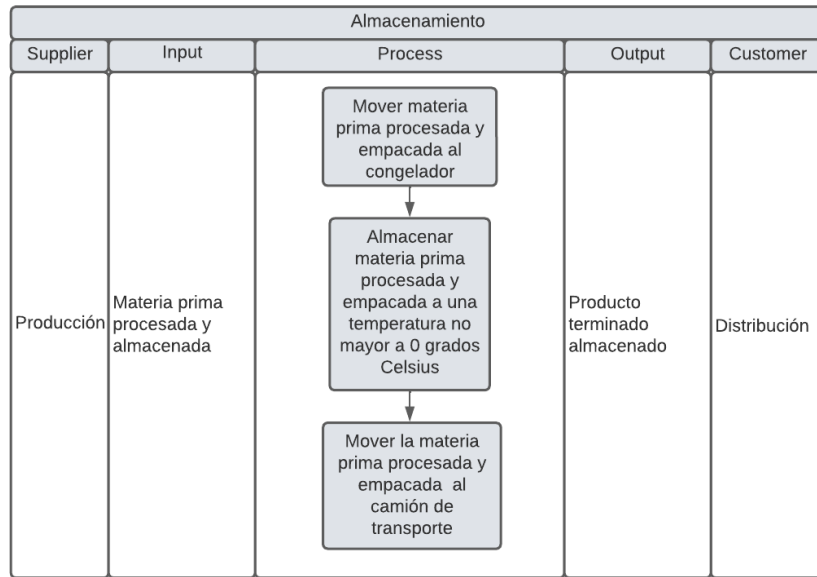 Almacenamiento
Supplier
Input
Process
Output
Customer
Producción
Materia prima
procesada y
almacenada
Mover materia
prima procesada y
empacada al
congelador
Almacenar
materia prima
procesada y
empacada a una
temperatura no
mayor a 0 grados
Celsius
Mover la materia
prima procesada y
empacada al
camión de
transporte
Producto
terminado
almacenado
Distribución